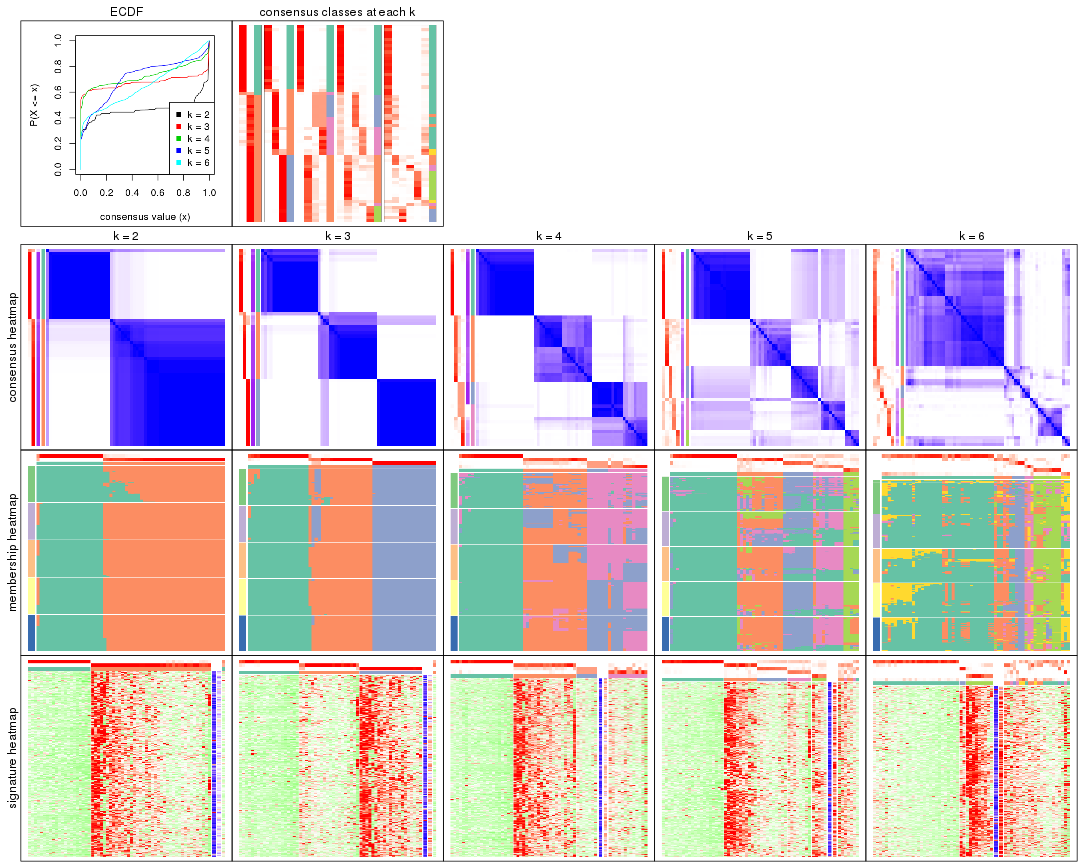 ECDF
consensus classes at each k
P(X <= x)
0.0 0.2 0.4 0.6 0.8 1.0
k = 2
k = 3
k = 4
k = 5
k = 6
0.0 0.2 0.4 0.6 0.8 1.0
consensus value (x)
k = 2 k = 3 k = 4 k = 5 k = 6
consensus heatmap
membership heatmap
signature heatmap